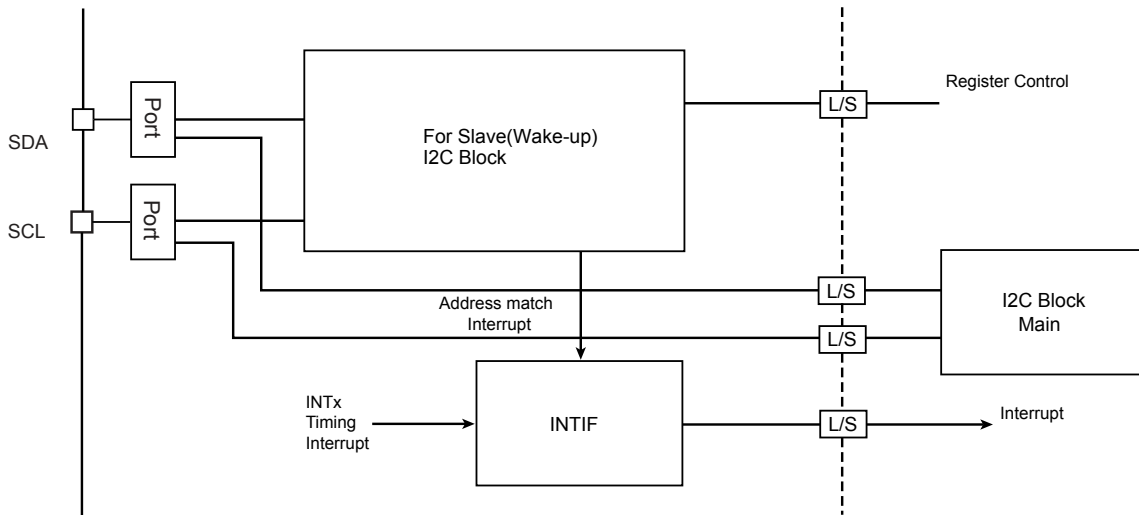 SDA
Port
For Slave(Wake-up)
I2C Block
L/S
Register Control
SCL
Port
Address match
Interrupt
L/S
L/S
I2C Block
Main
INTx
Timing
Interrupt
INTIF
L/S
Interrupt